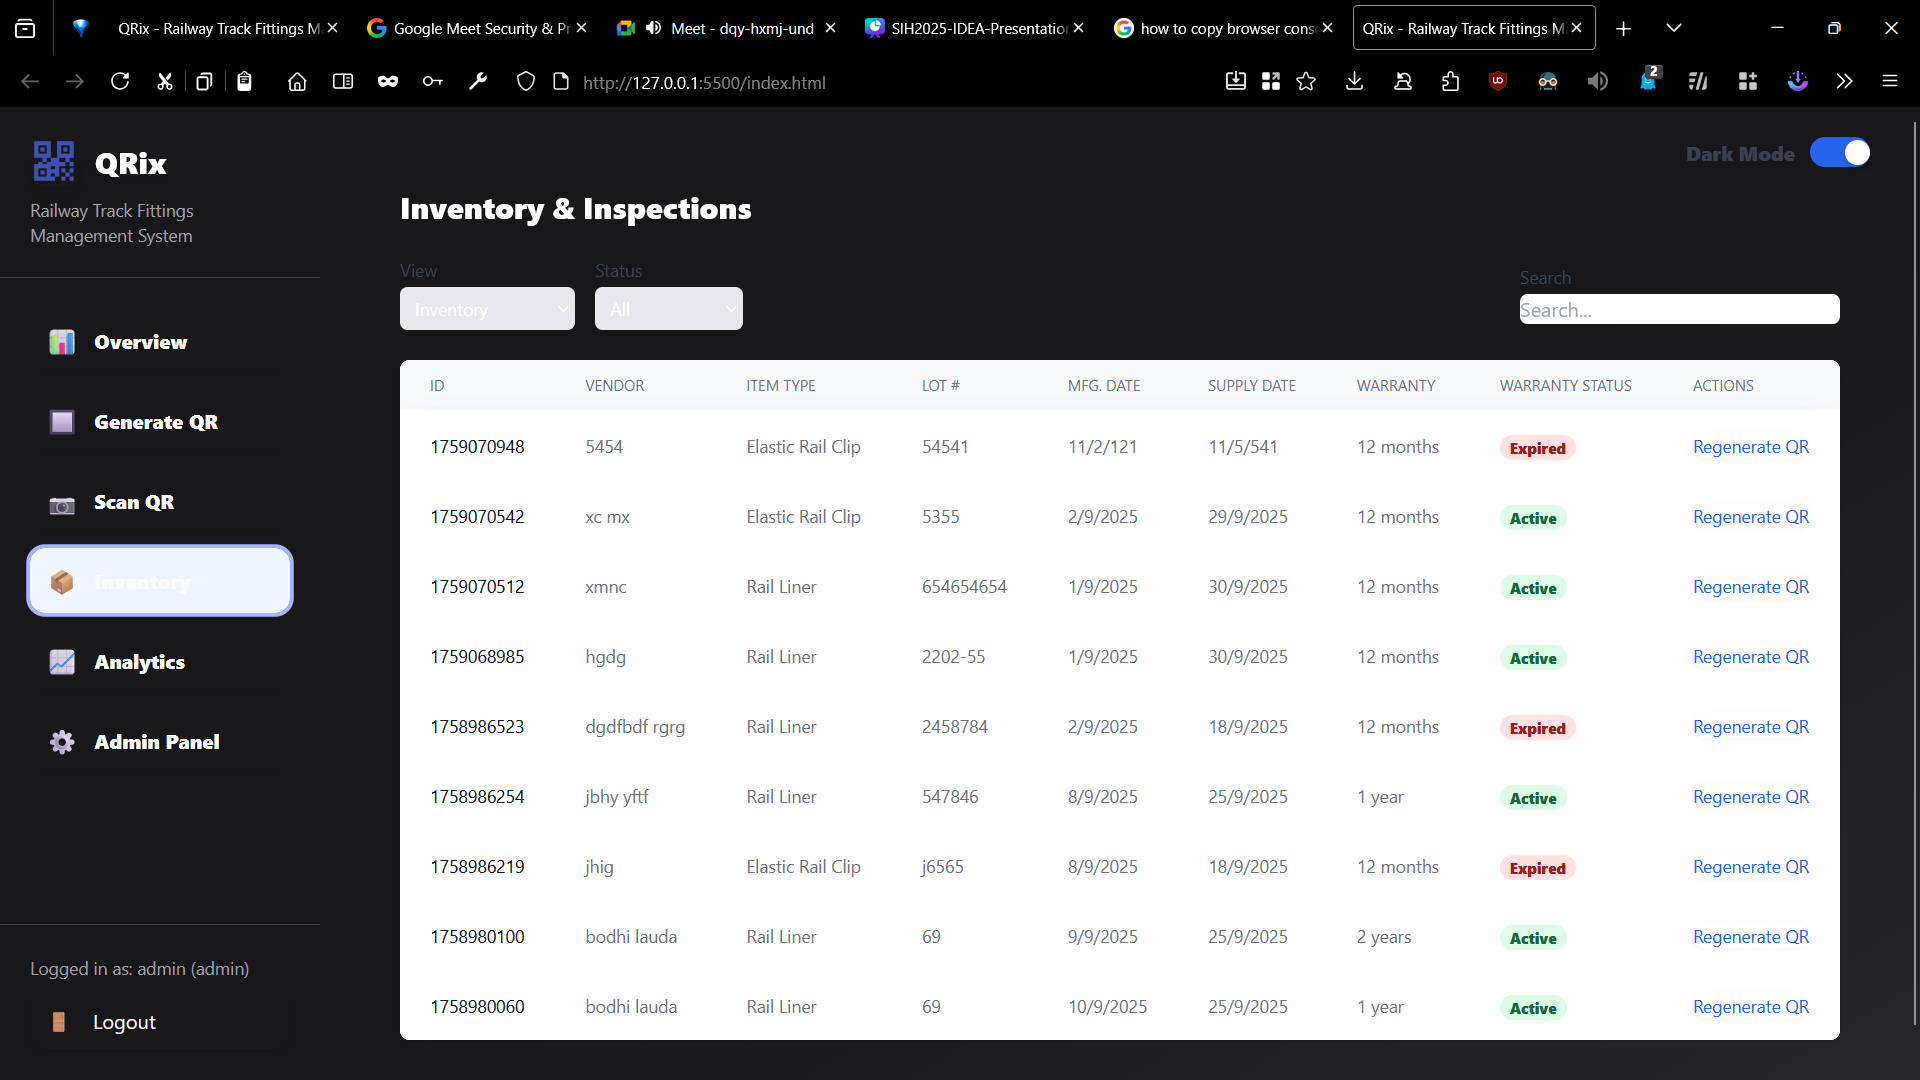 QRix - Railway Track Fittings M
Google Meet Security & Pr
Meet - dqy-hxmj-und
SIH2025-IDEA-Presentation
how to copy browser cons
QRix - Railway Track Fittings M
http://127.0.0.1:5500/index.html
2
QRix
Railway Track Fittings
Management System
Dark Mode
Inventory & Inspections
View
Status
Search
Inventory
All
Search...
Overview
Generate QR
Scan QR
Inventory
Analytics
Admin Panel
Logged in as: admin (admin)
Logout
ID VENDOR ITEM TYPE LOT # MFG. DATE SUPPLY DATE WARRANTY WARRANTY STATUS ACTIONS
1759070948 5454 Elastic Rail Clip 54541 11/2/121 11/5/541 12 months Expired Regenerate QR
1759070542 xc mx Elastic Rail Clip 5355 2/9/2025 29/9/2025 12 months Active Regenerate QR
1759070512 xmnc Rail Liner 654654654 1/9/2025 30/9/2025 12 months Active Regenerate QR
1759068985 hgdg Rail Liner 2202-55 1/9/2025 30/9/2025 12 months Active Regenerate QR
1758986523 dgdfbdf rgrg Rail Liner 2458784 2/9/2025 18/9/2025 12 months Expired Regenerate QR
1758986254 jbhy yftf Rail Liner 547846 8/9/2025 25/9/2025 1 year Active Regenerate QR
1758986219 jhig Elastic Rail Clip j6565 8/9/2025 18/9/2025 12 months Expired Regenerate QR
1758980100 bodhi lauda Rail Liner 69 9/9/2025 25/9/2025 2 years Active Regenerate QR
1758980060 bodhi lauda Rail Liner 69 10/9/2025 25/9/2025 1 year Active Regenerate QR